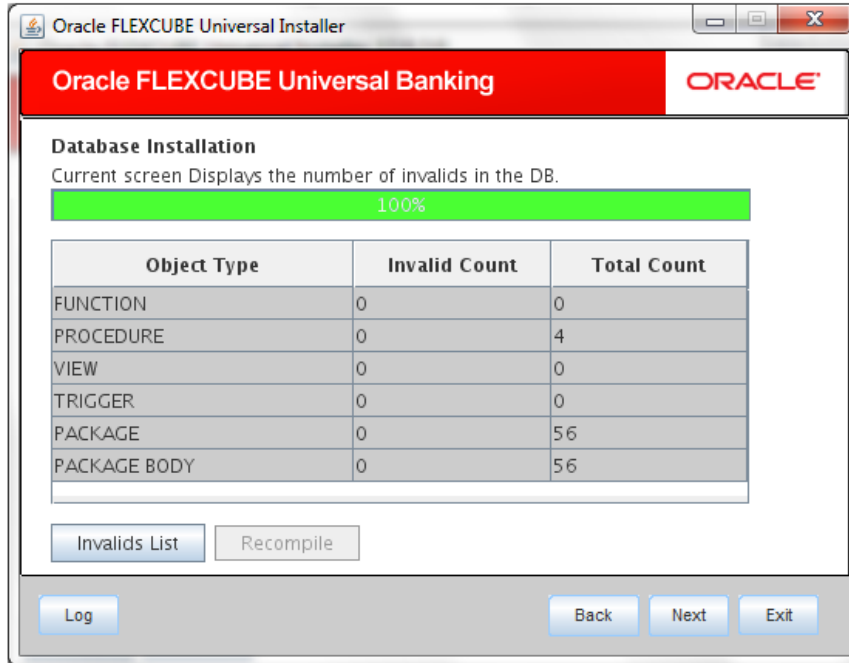 Oracle FLEXCUBE Universal Installer
Oracle FLEXCUBE Universal Banking ORACLE
Database Installation
Current screen Displays the number of invalids in the DB.
100%
Object Type Invalid Count Total Count
FUNCTION 0 0
PROCEDURE 0 4
VIEW 0 0
TRIGGER 0 0
PACKAGE 0 56
PACKAGE BODY 0 56
Invalids List Recompile
Log Back Next Exit